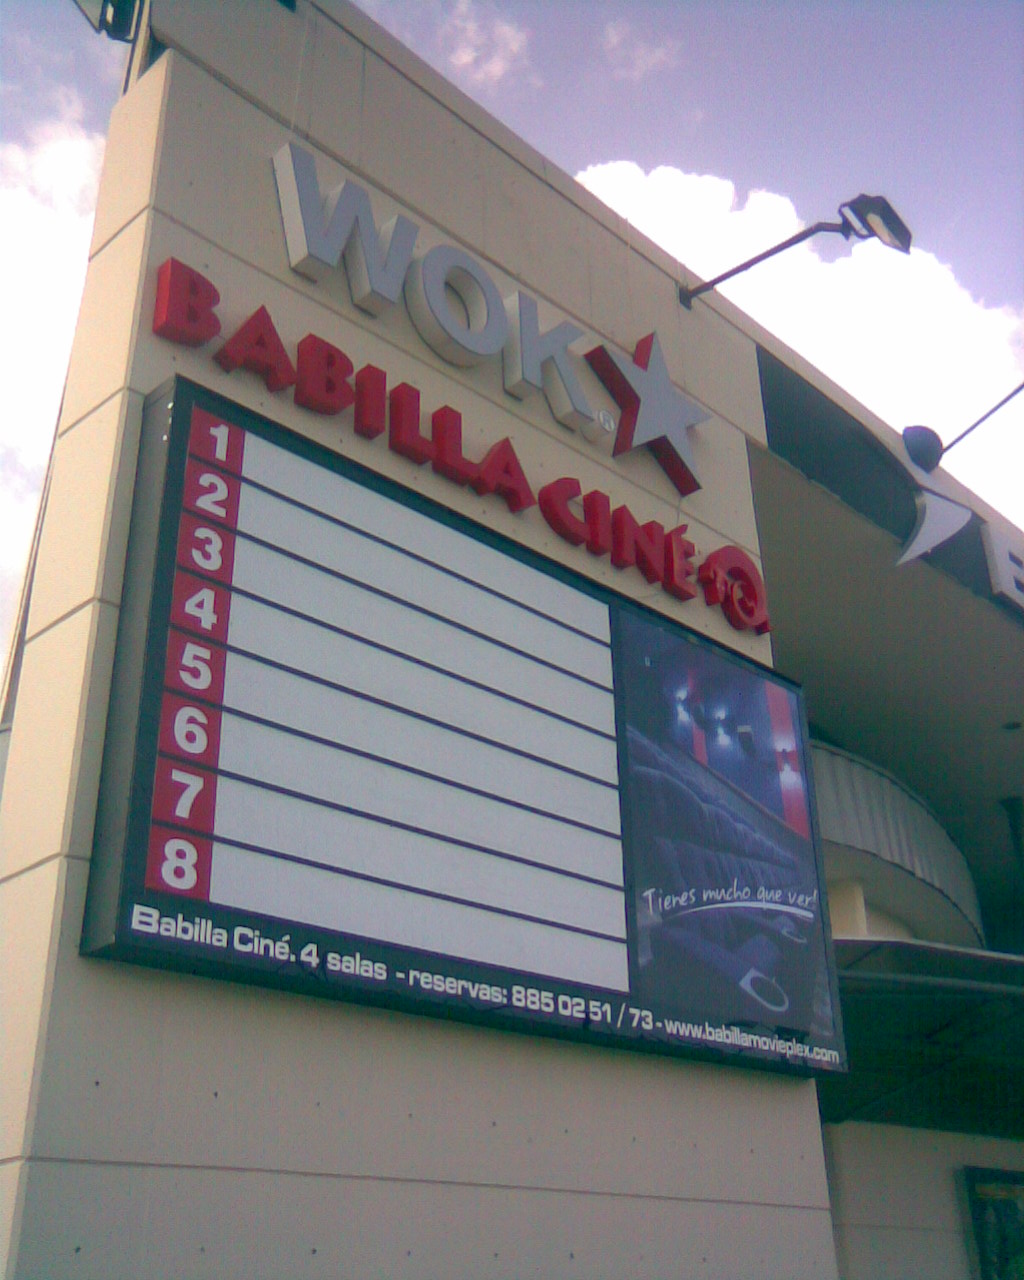 WOK ®
BABILLA CINÉ
1
2
3
4
5
6
7
8
Tienes mucho que ver!
Babilla Ciné. 4 salas - reservas: 885 02 51 / 73 - www.babillamovieplex.com